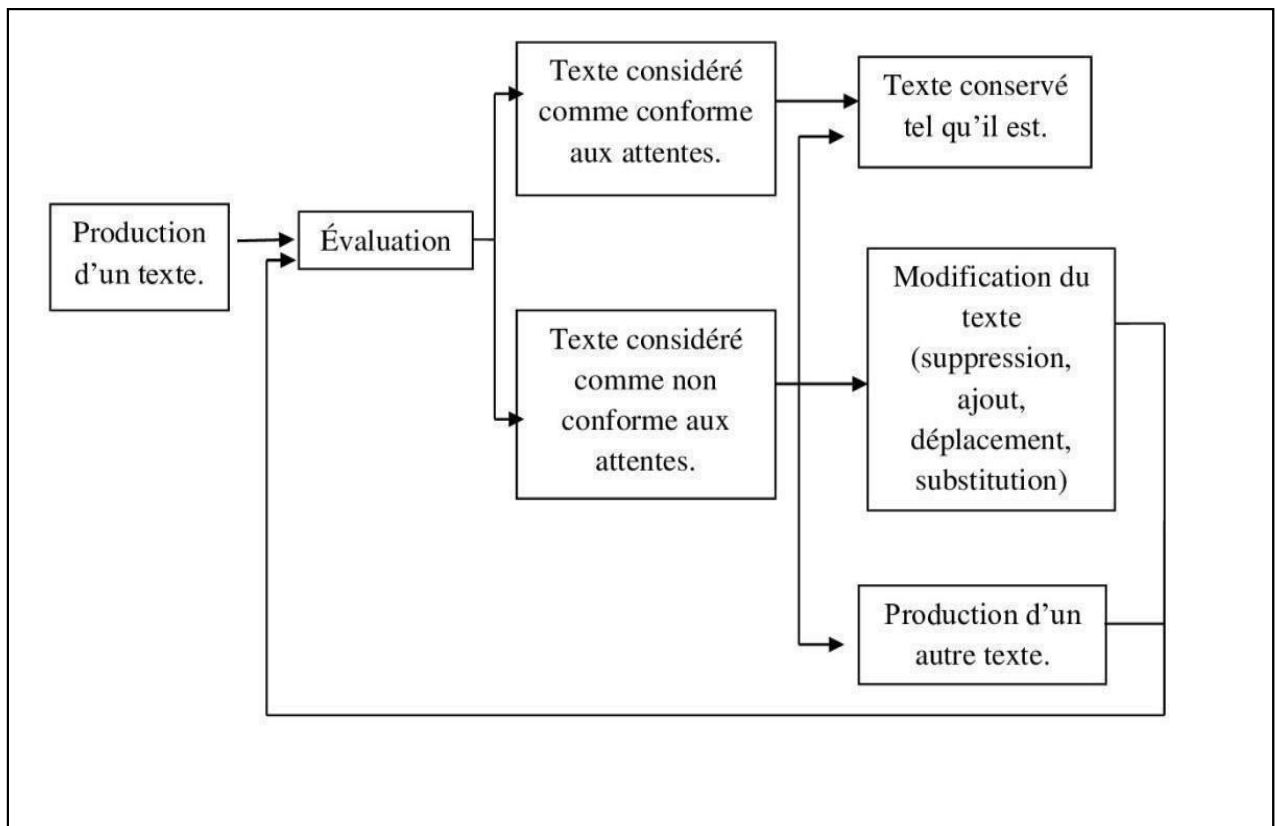 Production
d’un texte.
Évaluation
Texte considéré
comme conforme
aux attentes.
Texte considéré
comme non
conforme aux
attentes.
Texte conservé
tel qu’il est.
Modification du
texte
(suppression,
ajout,
déplacement,
substitution)
Production d’un
autre texte.